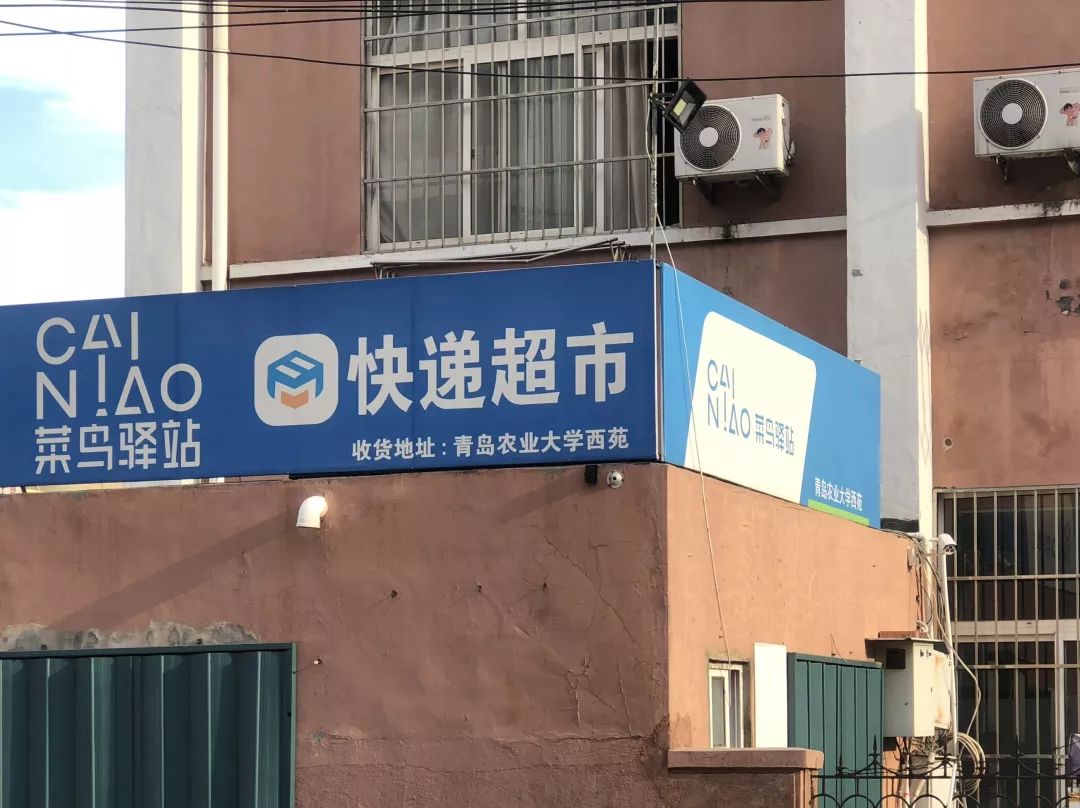 CAI
NIAO
菜鸟驿站
快递超市
收货地址:青岛农业大学西苑
CAI
NIAO 菜鸟驿站
青岛农业大学西苑